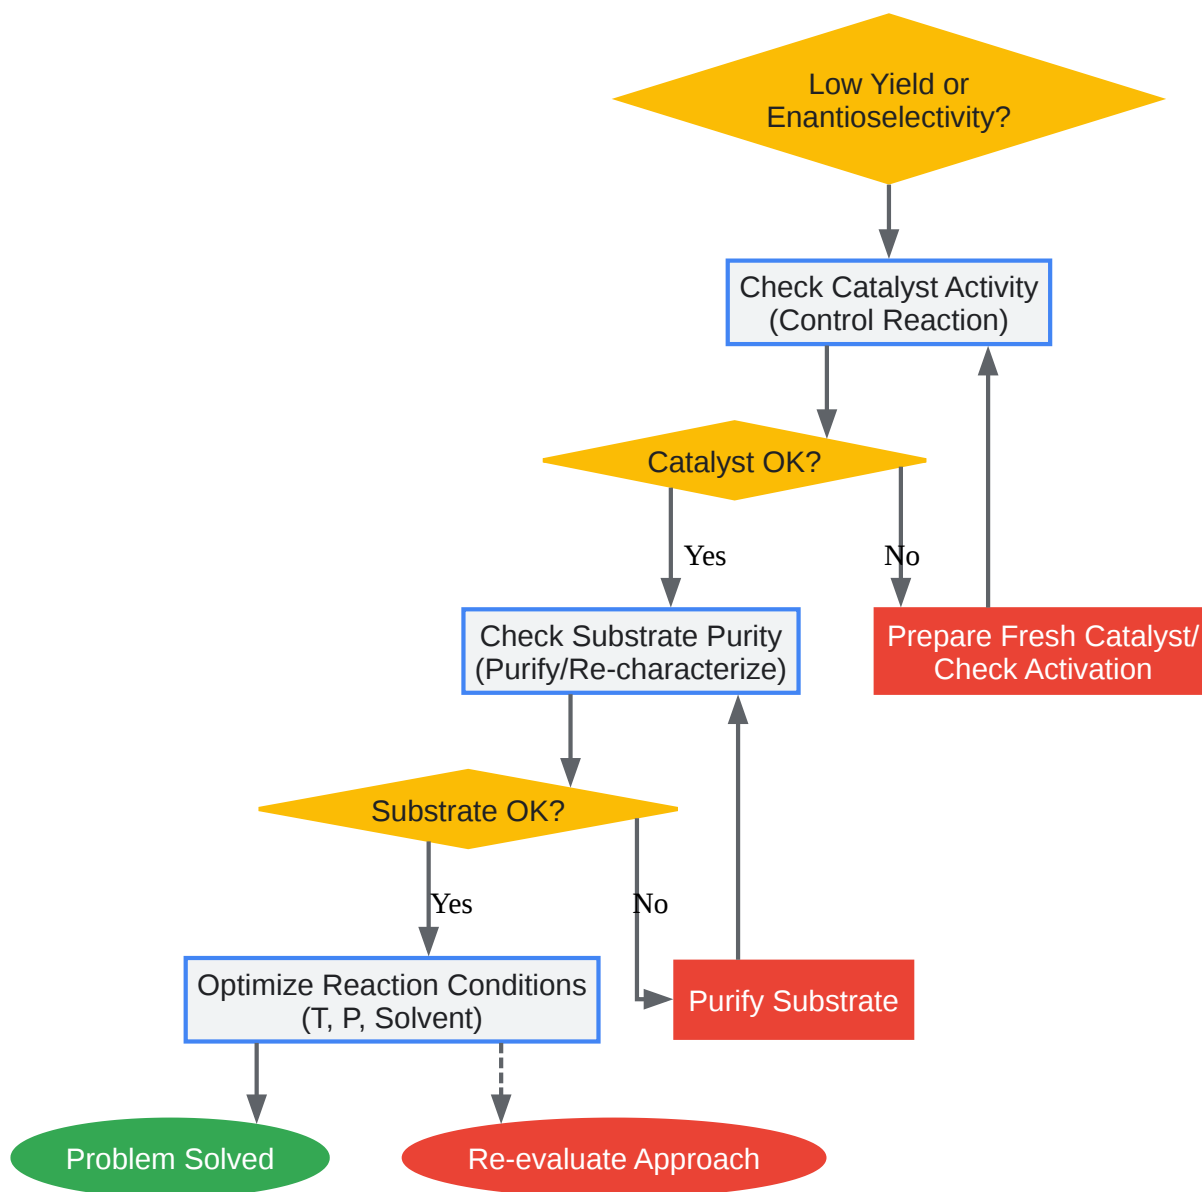 Low Yield or
Enantioselectivity?
Check Catalyst Activity
(Control Reaction)
Catalyst OK?
Yes
No
Check Substrate Purity
(Purify/Re-characterize)
Prepare Fresh Catalyst/
Check Activation
Substrate OK?
Yes
No
Optimize Reaction Conditions
(T, P, Solvent)
Purify Substrate
Problem Solved
Re-evaluate Approach